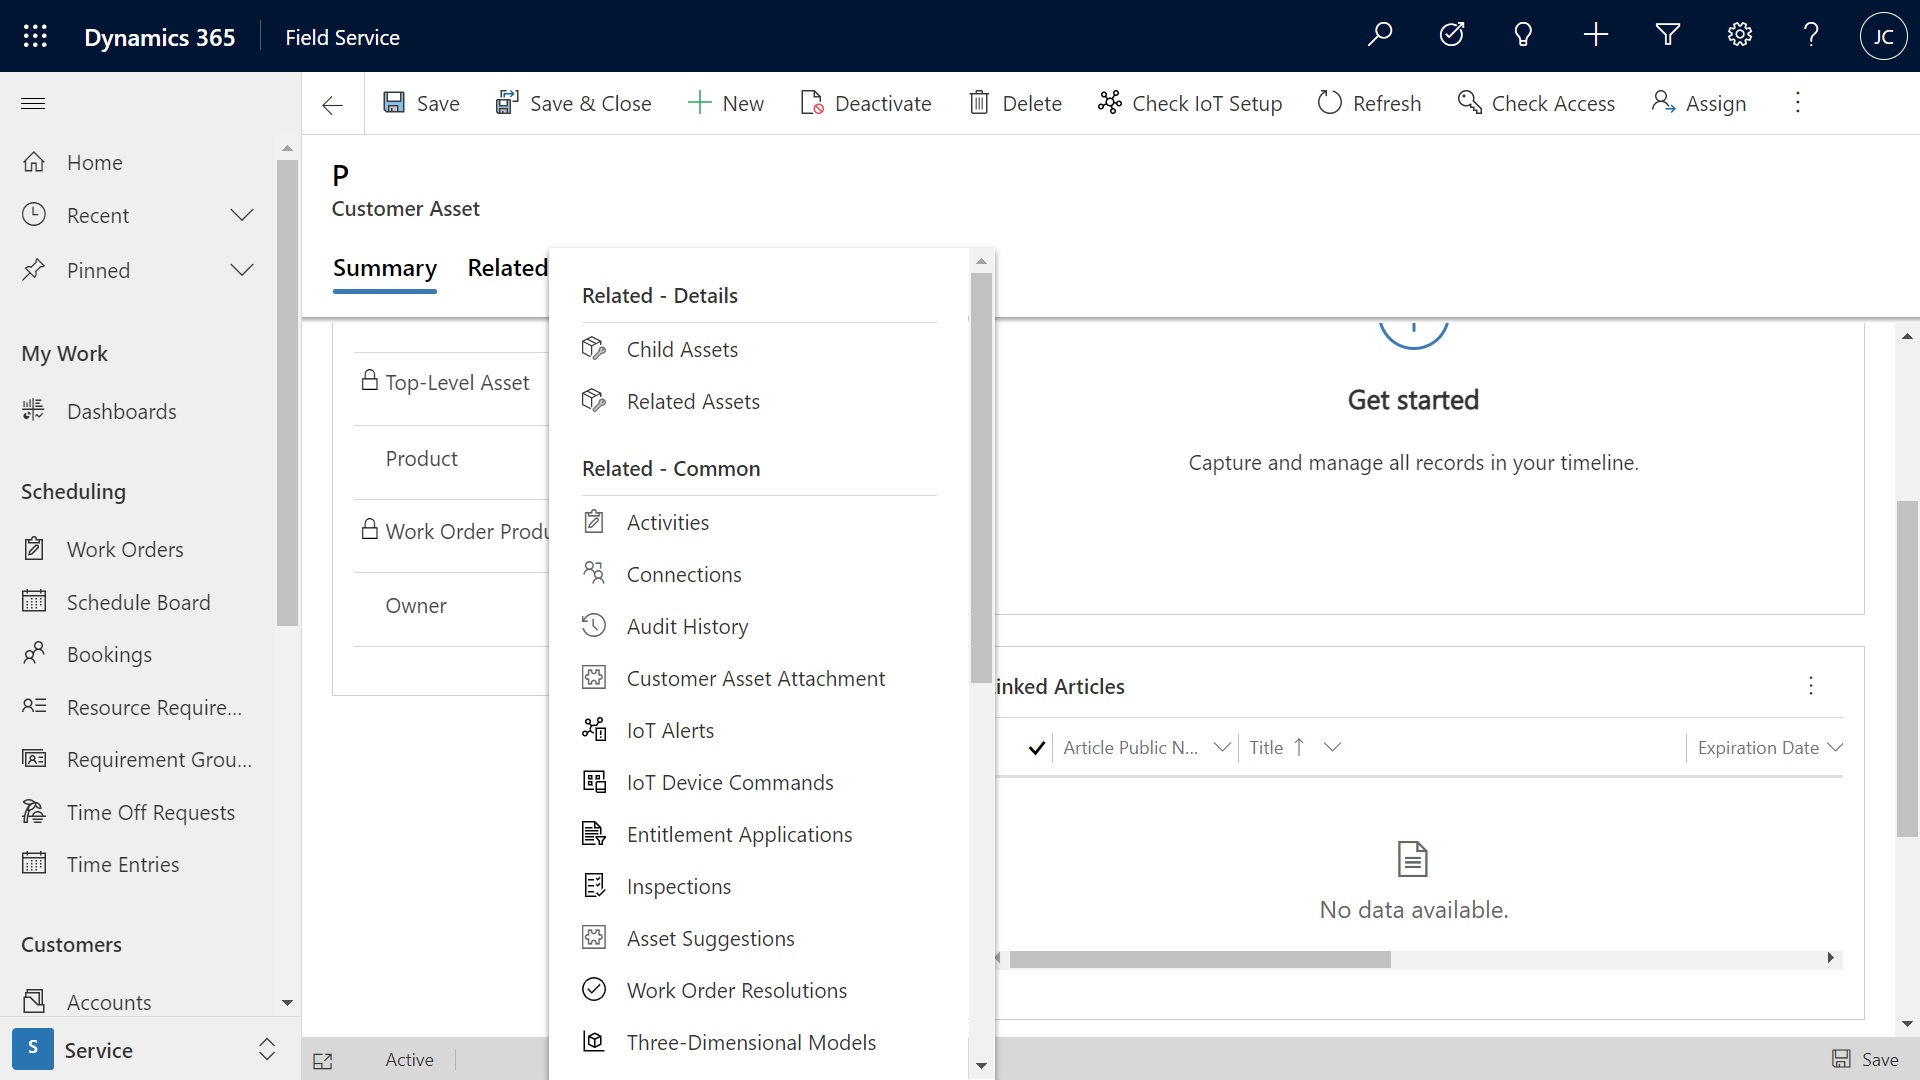 Dynamics 365
Field Service
JC
Save
Save & Close
New
Deactivate
Delete
Check IoT Setup
Refresh
Check Access
Assign
Home
Recent
Pinned
My Work
Dashboards
Scheduling
Work Orders
Schedule Board
Bookings
Resource Require...
Requirement Grou...
Time Off Requests
Time Entries
Customers
Accounts
S
Service
P
Customer Asset
Summary
Related
Top-Level Asset
Product
Work Order Produ
Owner
Related - Details
Child Assets
Related Assets
Related - Common
Activities
Connections
Audit History
Customer Asset Attachment
IoT Alerts
IoT Device Commands
Entitlement Applications
Inspections
Asset Suggestions
Work Order Resolutions
Three-Dimensional Models
Get started
Capture and manage all records in your timeline.
inked Articles
Article Public N...
Title
Expiration Date
No data available.
Active
Save